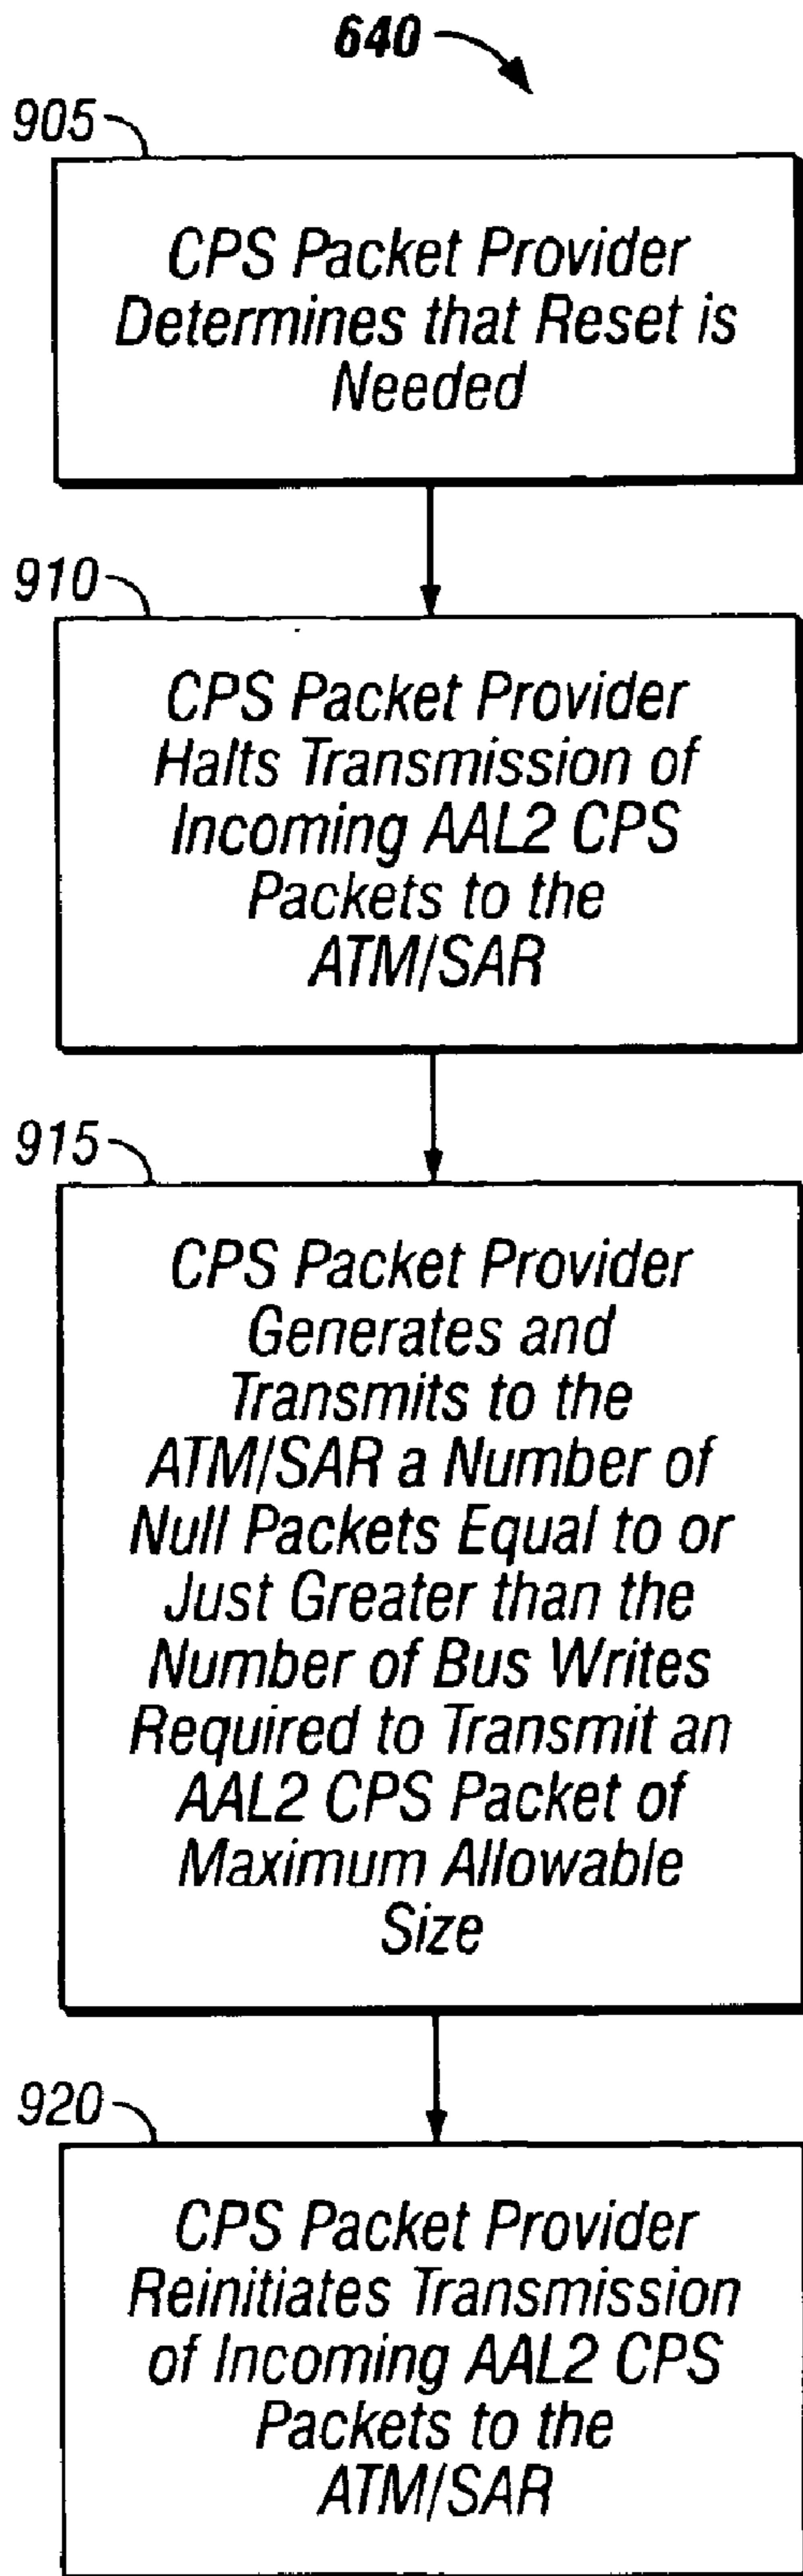 640
905
CPS Packet Provider
Determines that Reset is
Needed
910
CPS Packet Provider
Halts Transmission of
Incoming AAL2 CPS
Packets to the
ATM/SAR
915
CPS Packet Provider
Generates and
Transmits to the
ATM/SAR a Number of
Null Packets Equal to or
Just Greater than the
Number of Bus Writes
Required to Transmit an
AAL2 CPS Packet of
Maximum Allowable
Size
920
CPS Packet Provider
Reinitiates Transmission
of Incoming AAL2 CPS
Packets to the
ATM/SAR